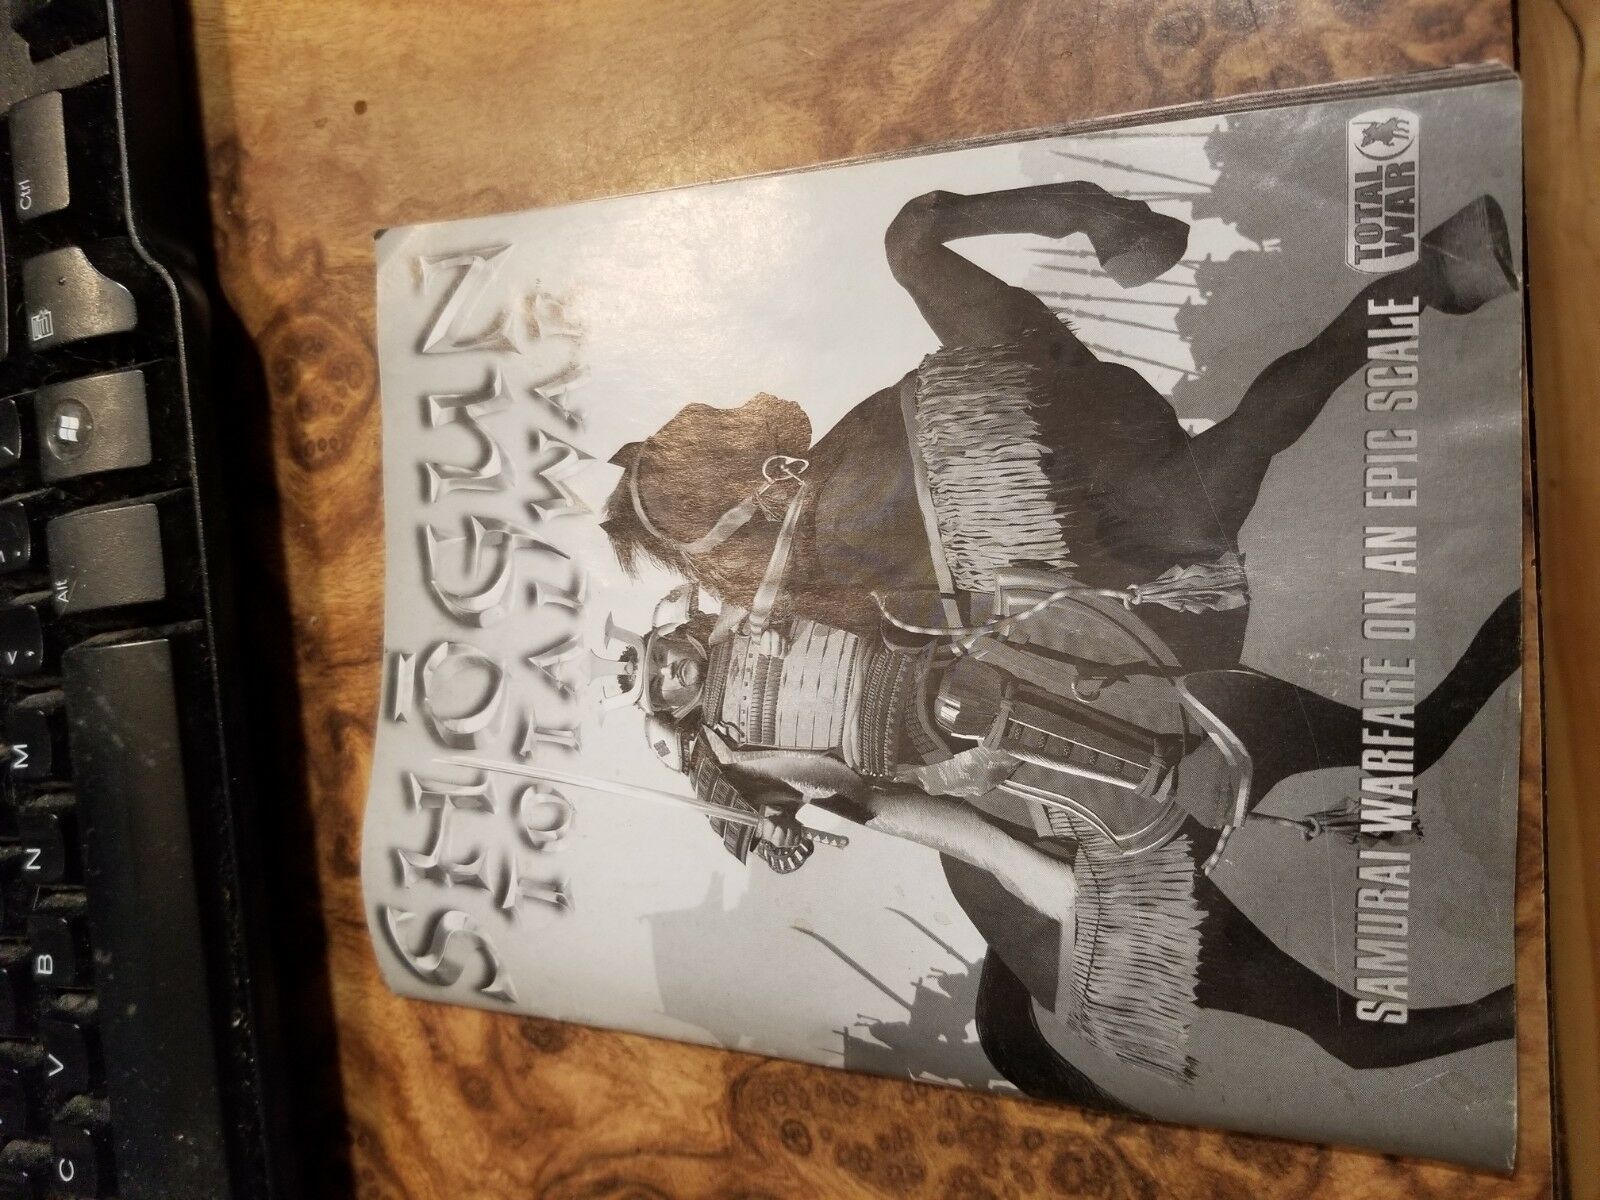 SHŌGUN
TOTAL WAR
TOTAL
WAR
SAMURAI WARFARE ON AN EPIC SCALE
Ctrl
Alt
M
N
B
V
C